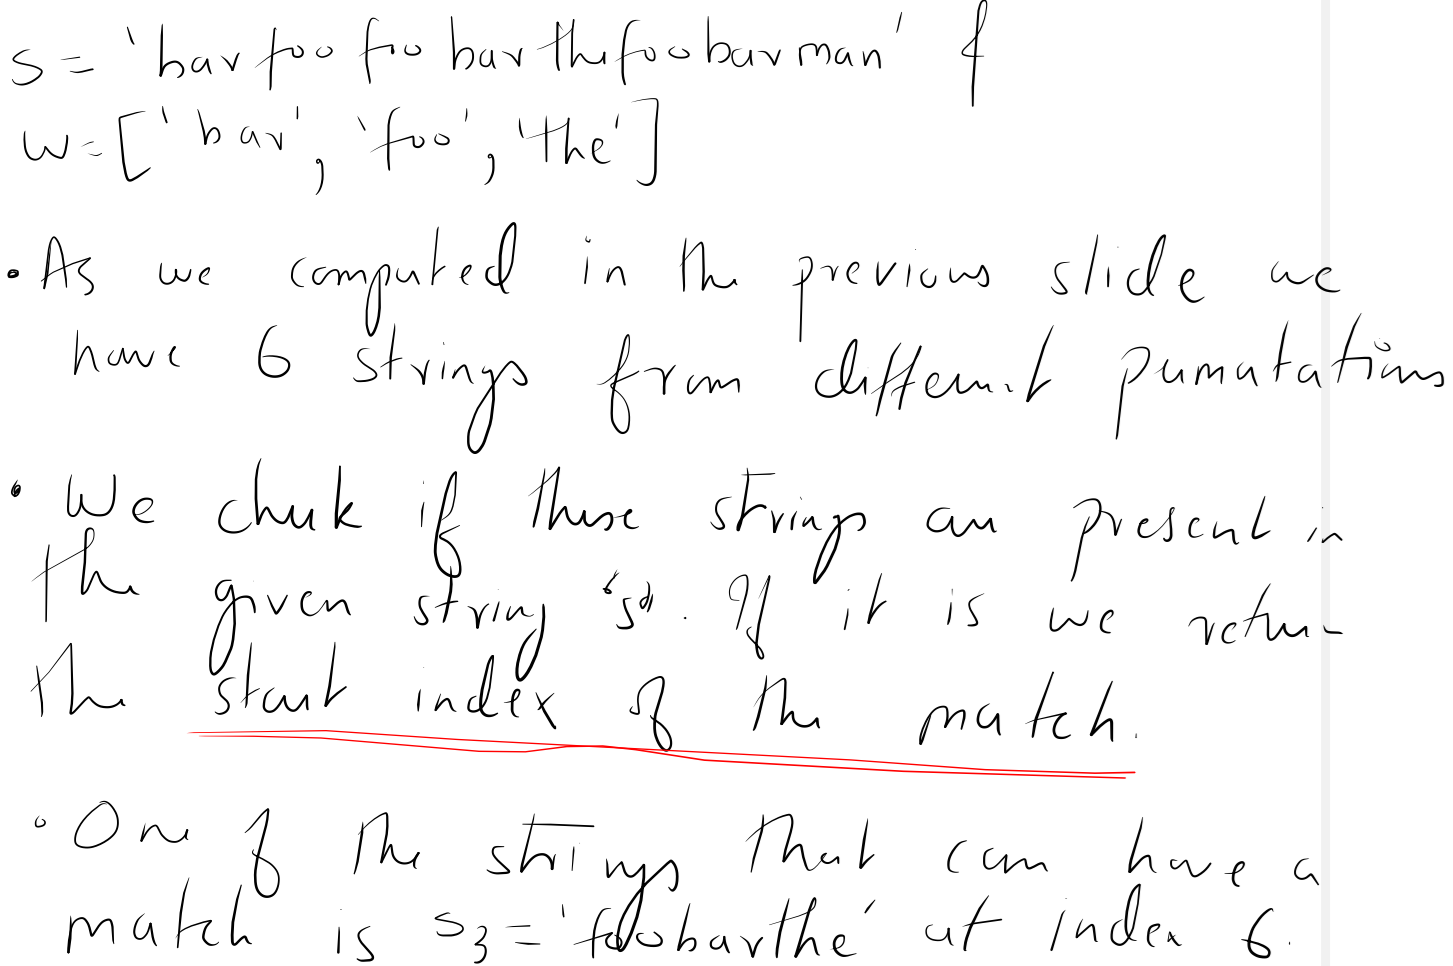 s = 'barfoofoobarthefoobarman' &
w = ['bar', 'foo', 'the']
• As we computed in the previous slide we
have 6 strings from different pumutations
• We check if these strings are present in
the given string "s". If it is we return
the start index of the match.
• One of the strings that can have a
match is s3 = 'foobarthe' at index 6.